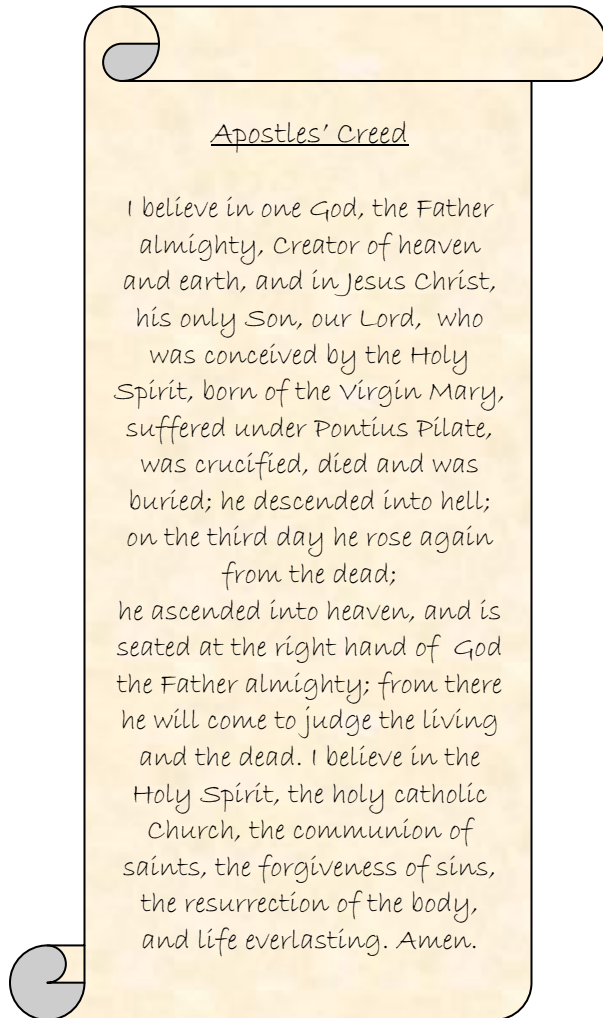 Apostles' Creed
I believe in one God, the Father
almighty, Creator of heaven
and earth, and in Jesus Christ,
his only Son, our Lord, who
was conceived by the Holy
Spirit, born of the Virgin Mary,
suffered under Pontius Pilate,
was crucified, died and was
buried; he descended into hell;
on the third day he rose again
from the dead;
he ascended into heaven, and is
seated at the right hand of God
the Father almighty; from there
he will come to judge the living
and the dead. I believe in the
Holy Spirit, the holy catholic
Church, the communion of
saints, the forgiveness of sins,
the resurrection of the body,
and life everlasting. Amen.